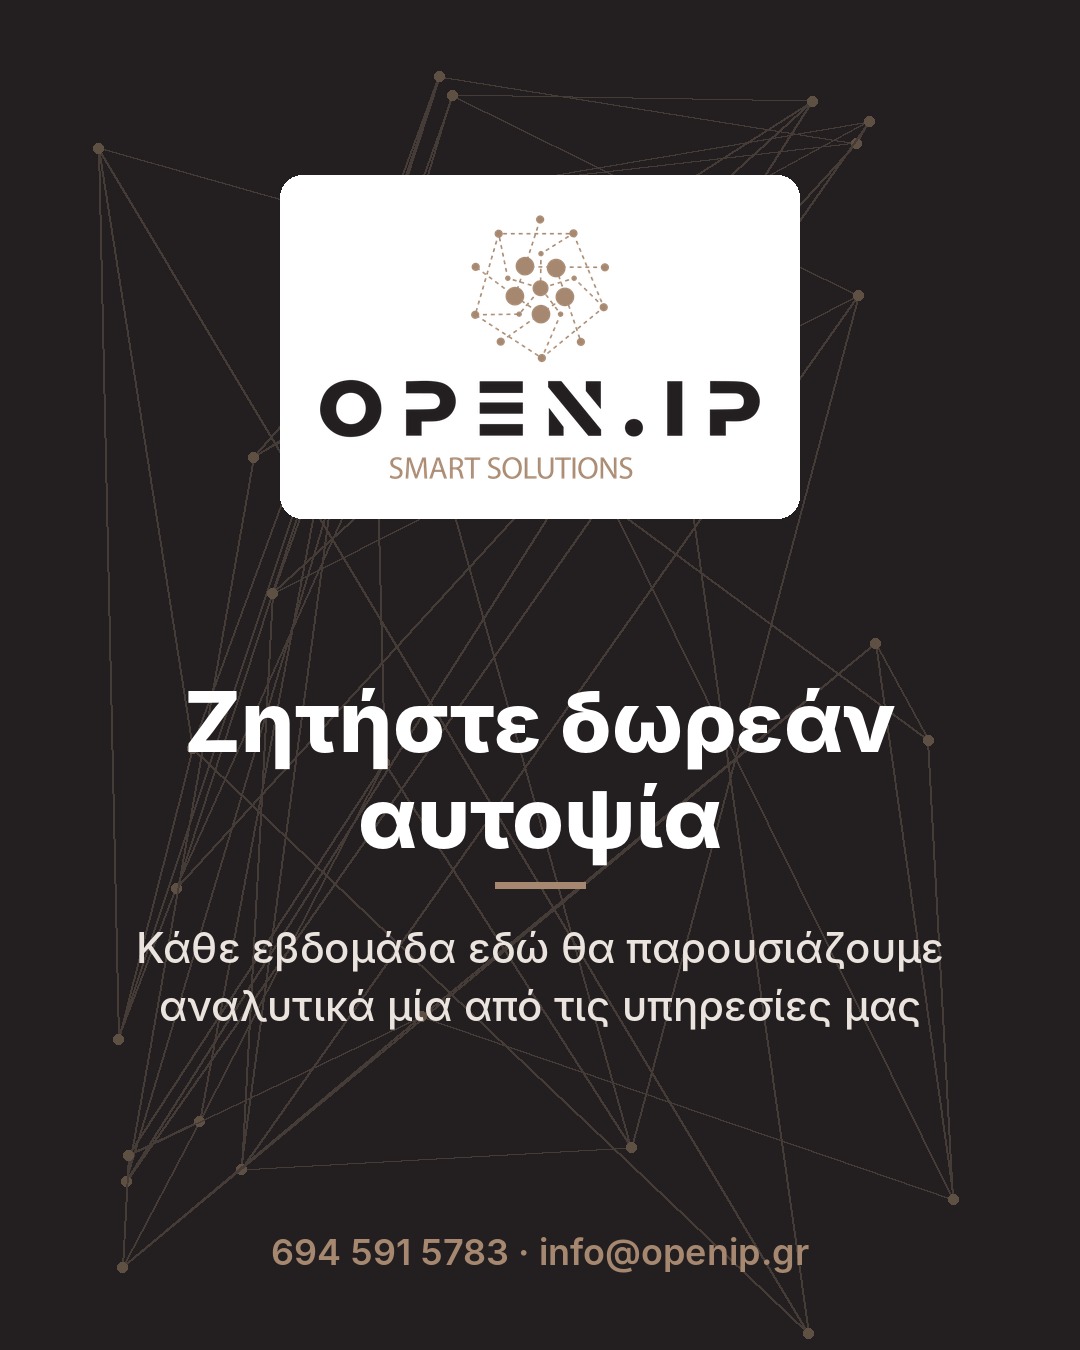 OPEN.IP
SMART SOLUTIONS
Ζητήστε δωρεάν
αυτοψία
Κάθε εβδομάδα εδώ θα παρουσιάζουμε
αναλυτικά μία από τις υπηρεσίες μας
694 591 5783 · info@openip.gr